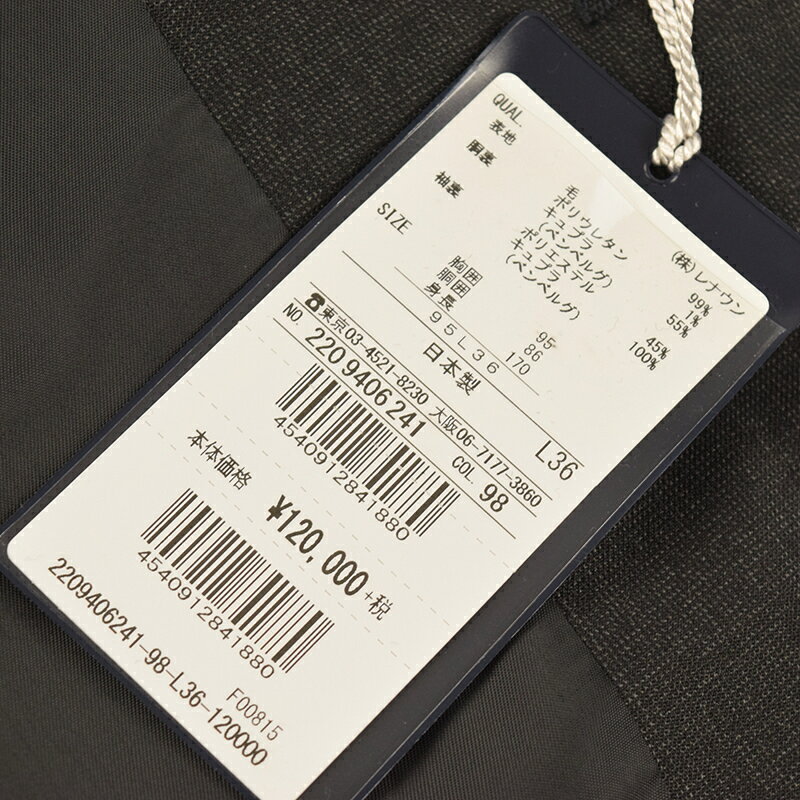 QUAL.
(株)レナウン
表地 毛 99%
ポリウレタン 1%
胴裏 キュプラ 55%
(ベンベルグ)
ポリエステル 45%
袖裏 キュプラ 100%
(ベンベルグ)
SIZE
胸囲 95
胴囲 86
身長 170
95L36
日本製 L36
☎東京03-4521-8230 大阪06-7177-3860
NO. 2209406241 COL 98
4540912841880
本体価格 ¥120,000+税
4540912841880
F00815
2209406241-98-L36-120000